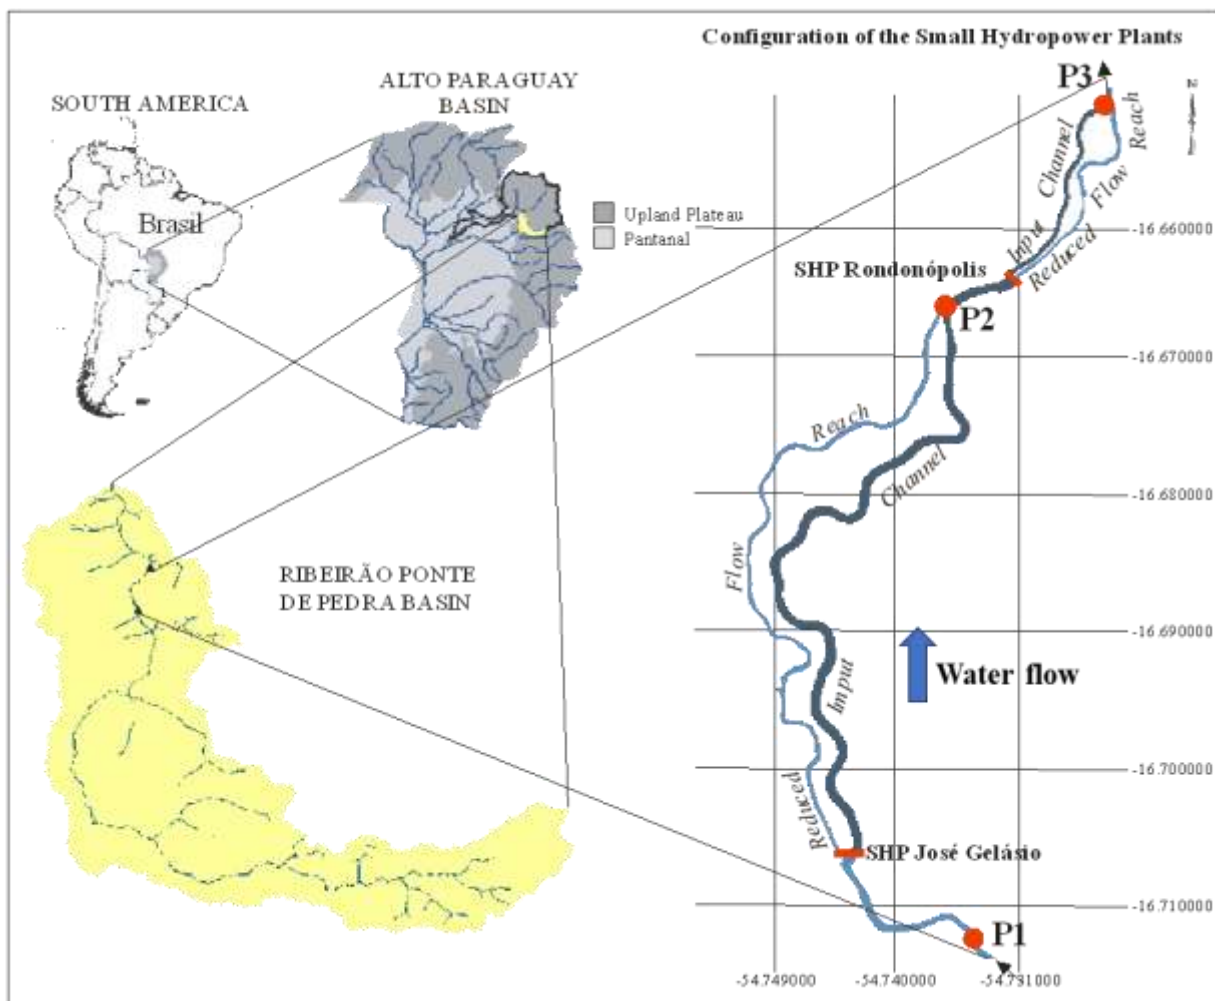 Configuration of the Small Hydropower Plants
SOUTH AMERICA
Brasil
ALTO PARAGUAY
BASIN
Upland Plateau
Pantanal
RIBEIRÃO PONTE
DE PEDRA BASIN
P3
Reach
Flow
Reduced
Channel
Input
-16.660000
SHP Rondonópolis
P2
-16.670000
Reach
Channel
-16.680000
Flow
-16.690000
Water flow
Imput
-16.700000
Reduced
SHP José Gelásio
-16.710000
P1
-54.749000
-54.740000
-54.731000